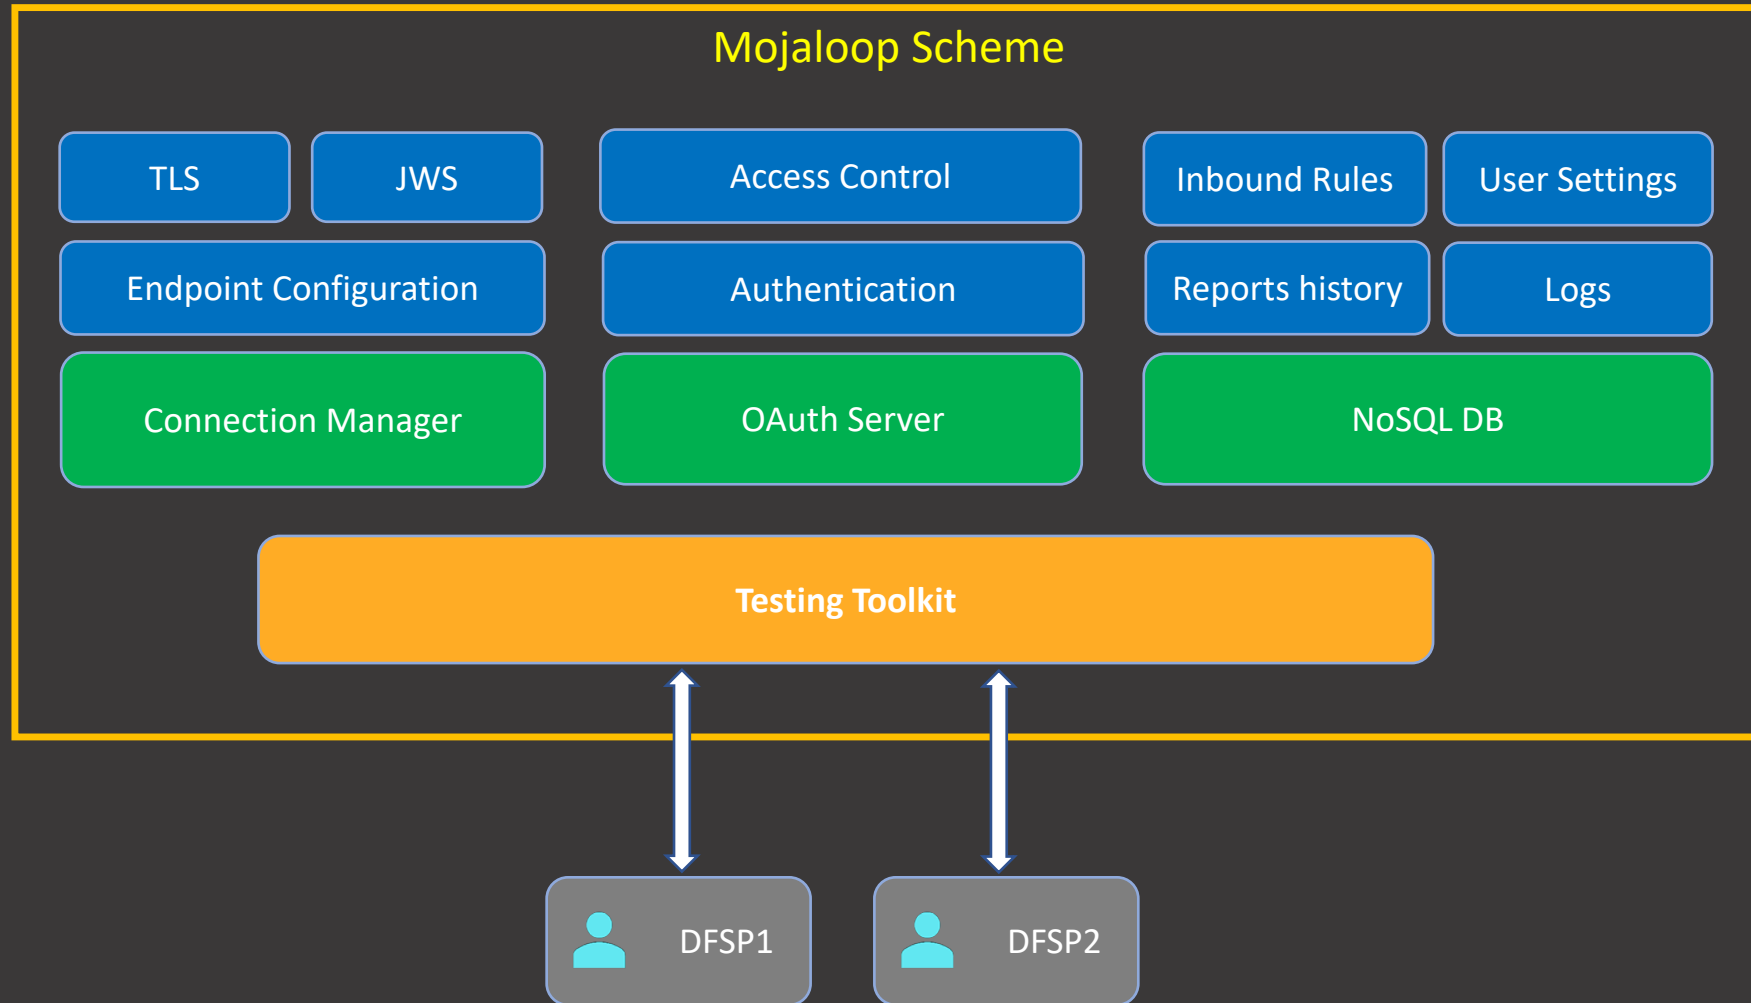 Mojaloop Scheme
TLS
JWS
Access Control
Inbound Rules
User Settings
Endpoint Configuration
Authentication
Reports history
Logs
Connection Manager
OAuth Server
NoSQL DB
Testing Toolkit
DFSP1
DFSP2